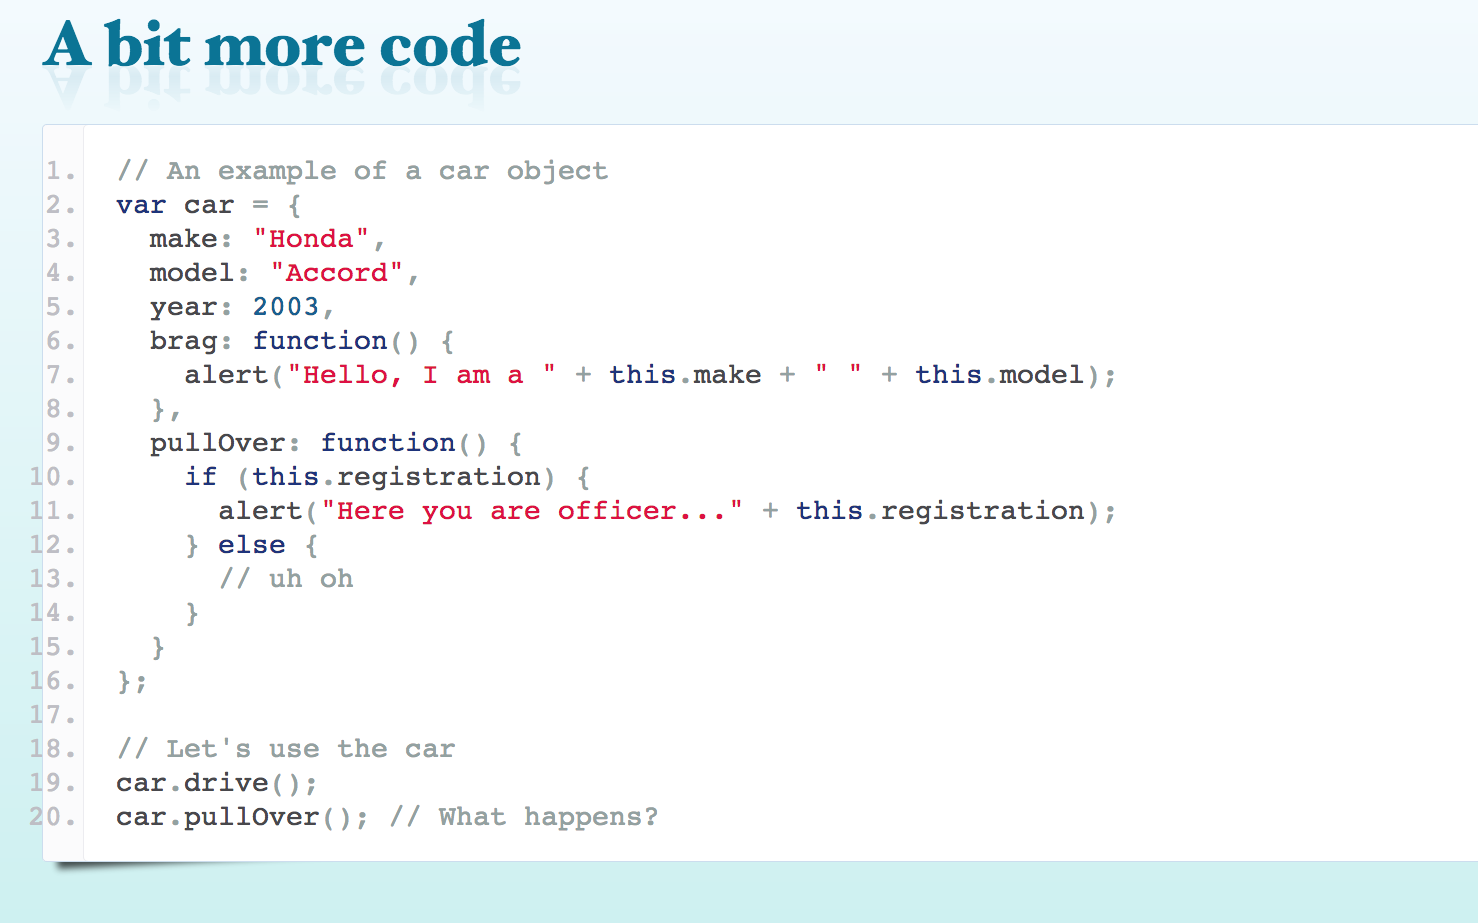 A bit more code
1. // An example of a car object
2. var car = {
3.   make: "Honda",
4.   model: "Accord",
5.   year: 2003,
6.   brag: function() {
7.     alert("Hello, I am a " + this.make + " " + this.model);
8.   },
9.   pullOver: function() {
10.     if (this.registration) {
11.       alert("Here you are officer..." + this.registration);
12.     } else {
13.       // uh oh
14.     }
15.   }
16. };
17.
18. // Let's use the car
19. car.drive();
20. car.pullOver(); // What happens?